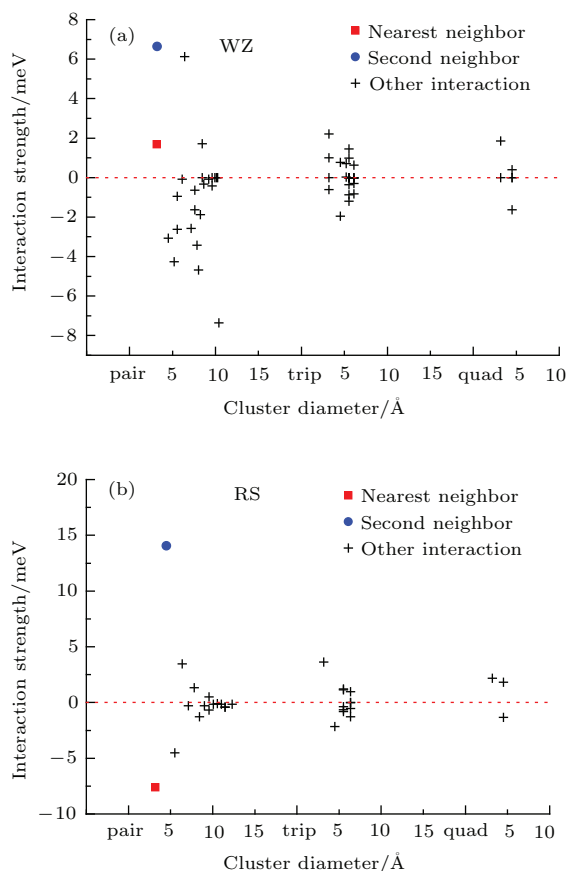 (a)
WZ
Nearest neighbor
Second neighbor
Other interaction
Interaction strength/meV
8
6
4
2
0
−2
−4
−6
−8
pair 5 10 15 trip 5 10 15 quad 5 10
Cluster diameter/Å
(b)
RS
Nearest neighbor
Second neighbor
Other interaction
Interaction strength/meV
20
15
10
5
0
−5
−10
pair 5 10 15 trip 5 10 15 quad 5 10
Cluster diameter/Å